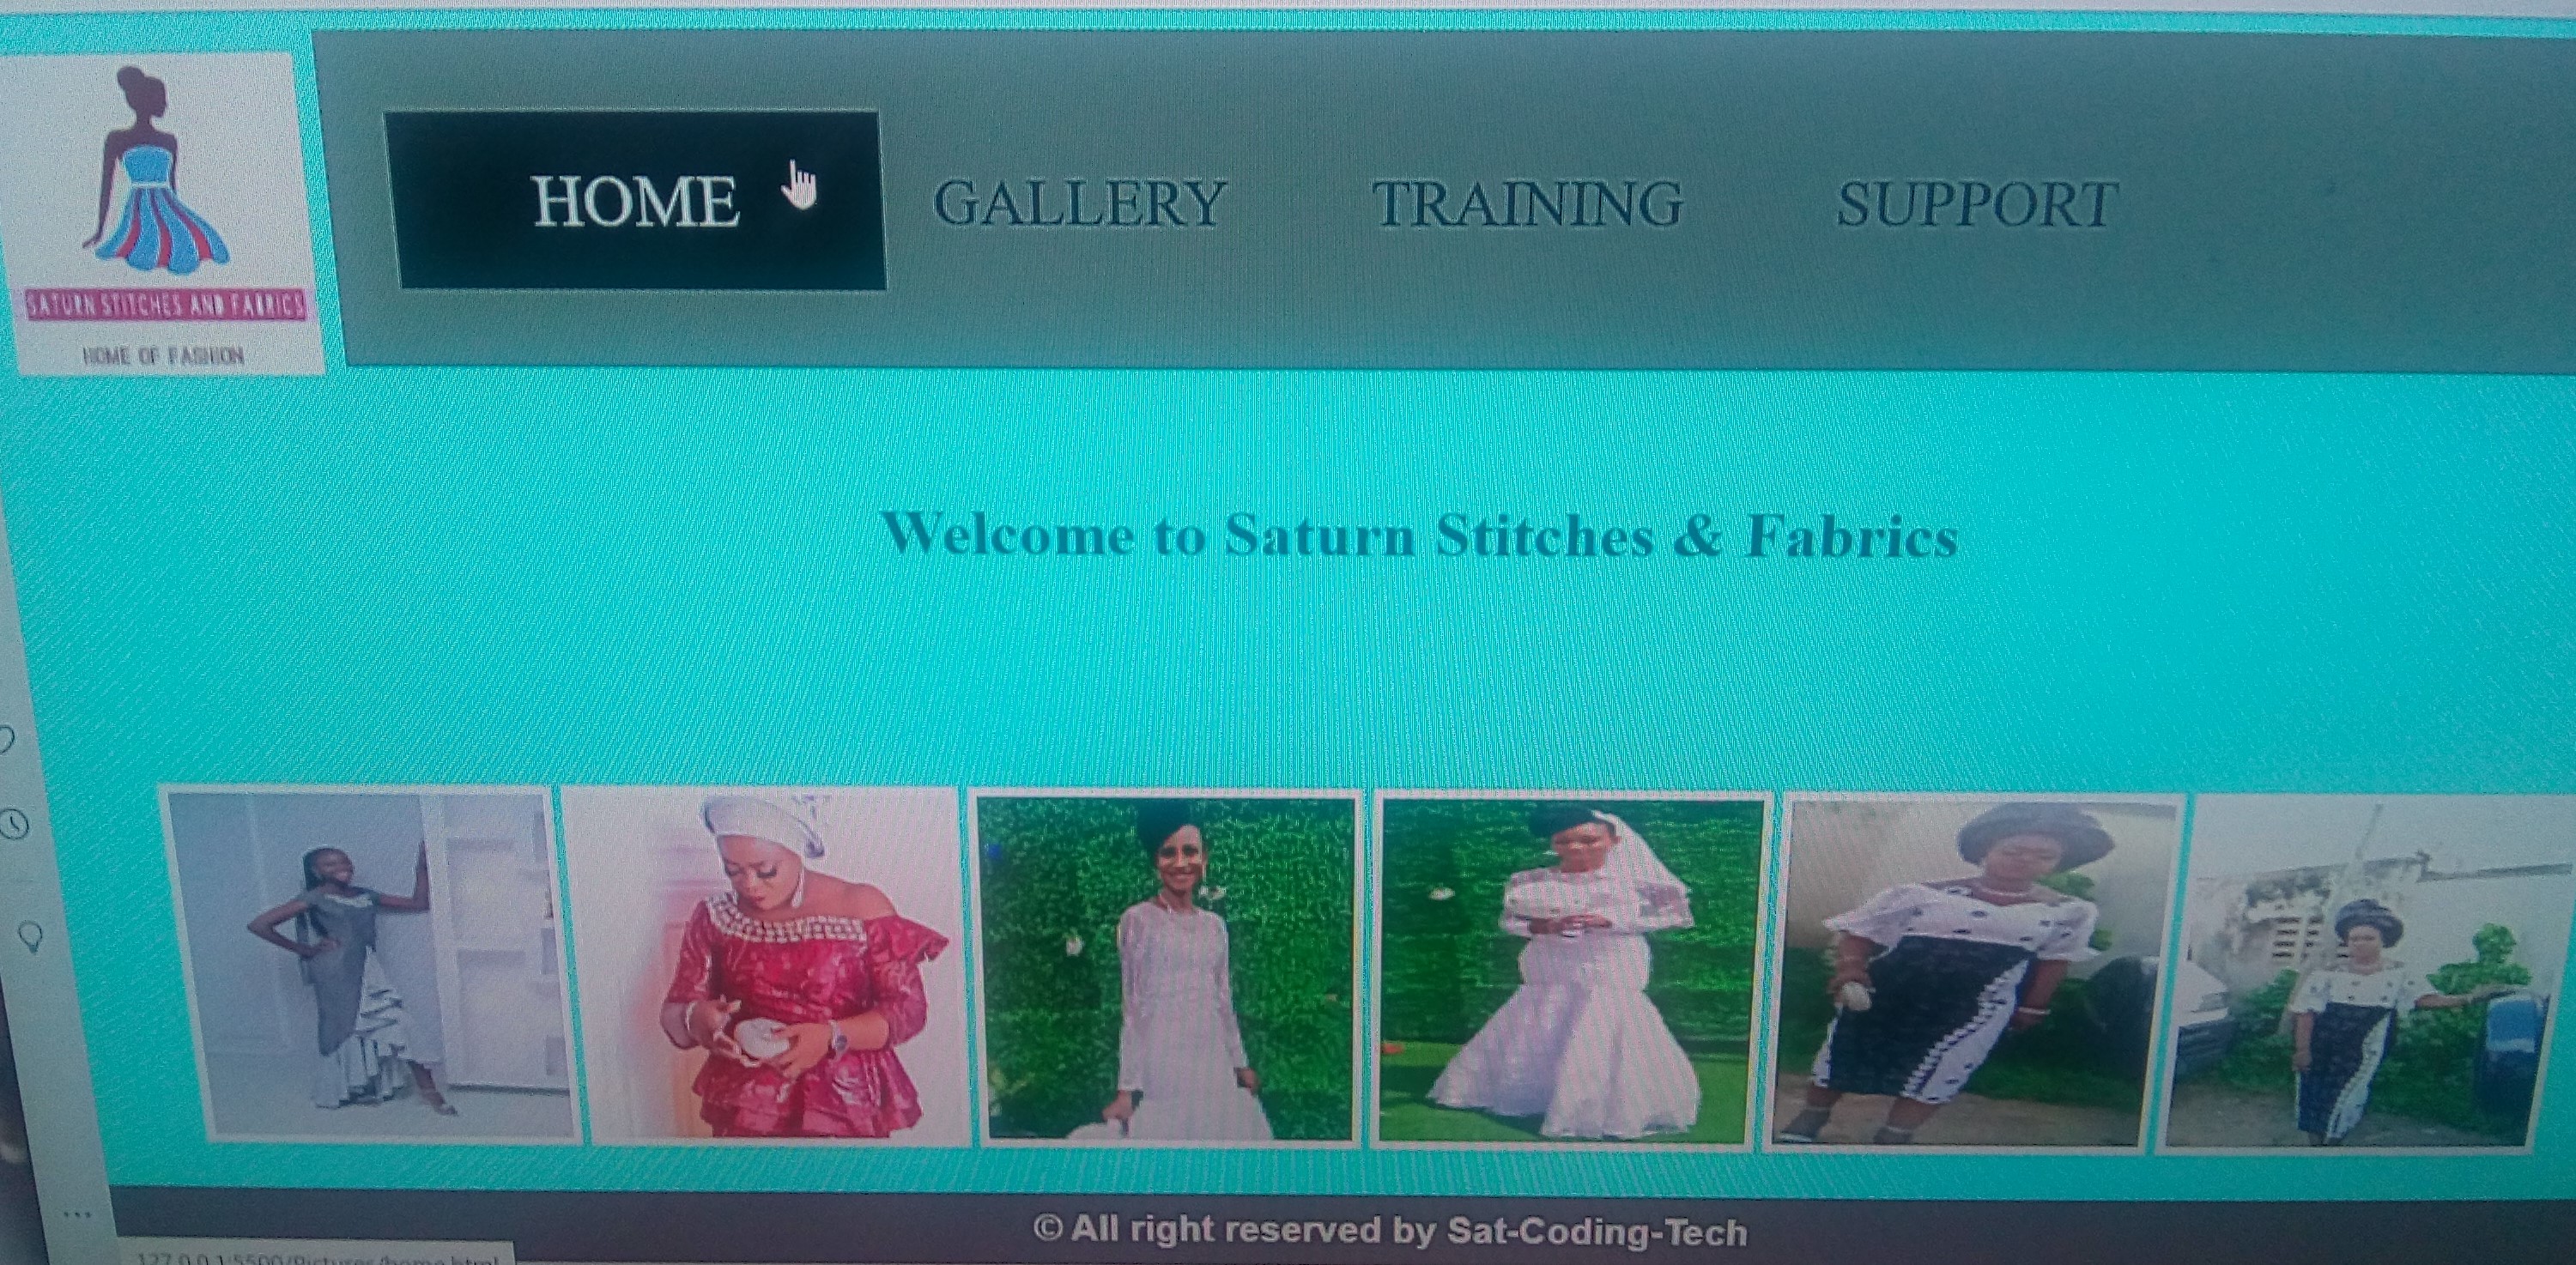 SATURN STITCHES AND FABRICS
HOME OF FASHION
HOME GALLERY TRAINING SUPPORT
Welcome to Saturn Stitches & Fabrics
© All right reserved by Sat-Coding-Tech
127.0.0.1:5500/Pictures/home.html